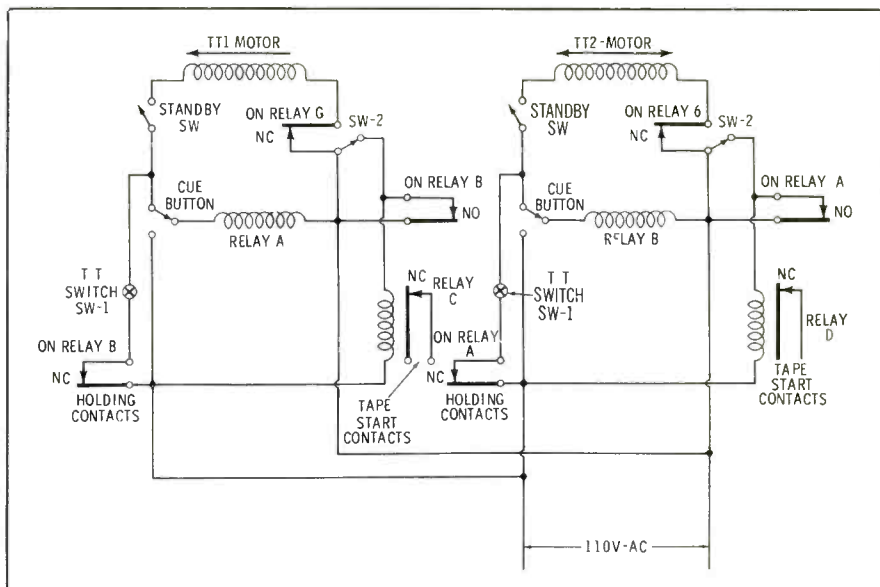 TT1 MOTOR
STANDBY
SW
ON RELAY G
NC
SW-2
CUE
BUTTON
RELAY A
ON RELAY B
NO
T T
SWITCH
SW-1
NC
RELAY
C
ON RELAY B
NC
HOLDING
CONTACTS
TAPE
START
CONTACTS
TT2-MOTOR
STANDBY
SW
ON RELAY 6
NC
SW-2
CUE
BUTTON
RELAY B
ON RELAY A
NO
T T
SWITCH
SW-1
NC
RELAY
D
ON RELAY
A
NC
HOLDING
CONTACTS
TAPE
START
CONTACTS
110V-AC